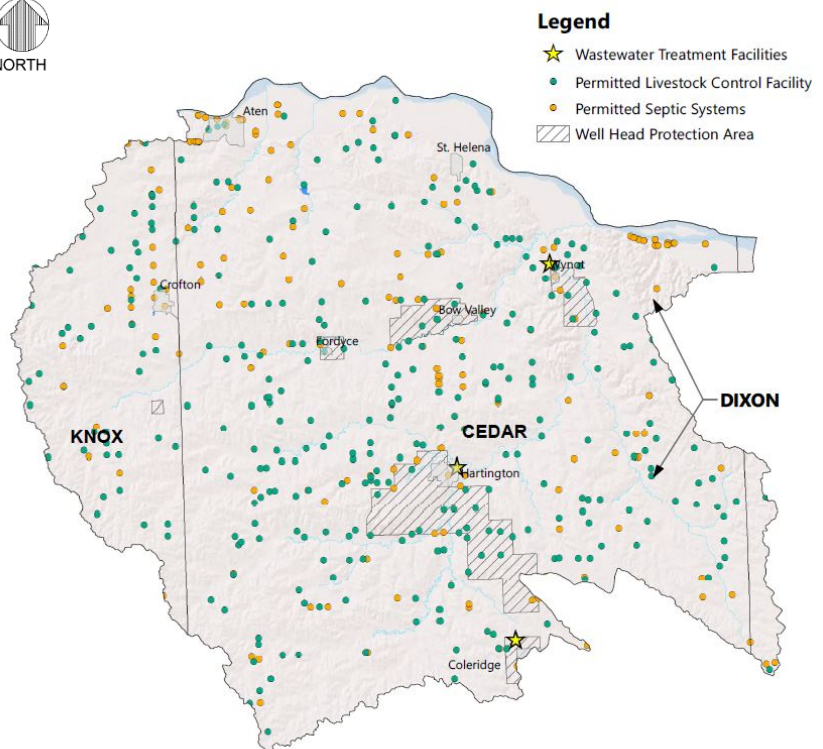 NORTH
Legend
Wastewater Treatment Facilities
Permitted Livestock Control Facility
Permitted Septic Systems
Well Head Protection Area
Aten
St. Helena
Wynot
Crofton
Bow Valley
Fordyce
DIXON
KNOX
CEDAR
Hartington
Coleridge